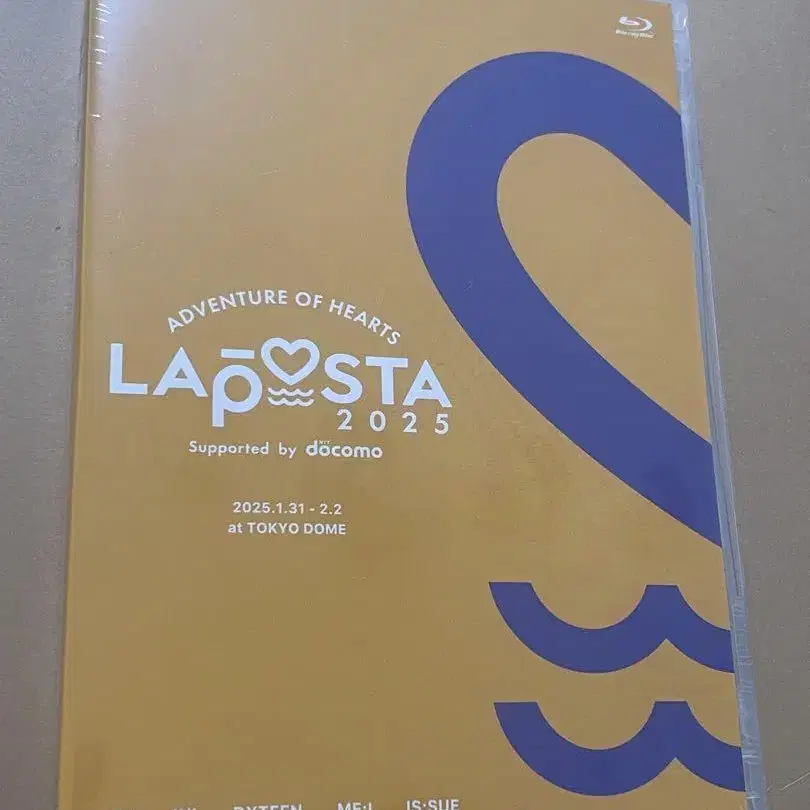 Blu-ray Disc
ADVENTURE OF HEARTS
LAPOSTA
2025
Supported by docomo
2025.1.31 - 2.2
at TOKYO DOME
ME:I IS:SUE